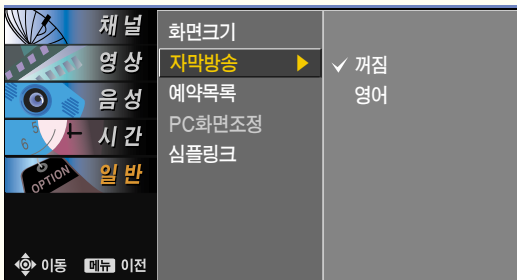 채널
영상
음성
5
6
시간
OPTION
일반
이동 메뉴 이전
화면크기
자막방송
예약목록
PC화면조정
심플링크
꺼짐
영어